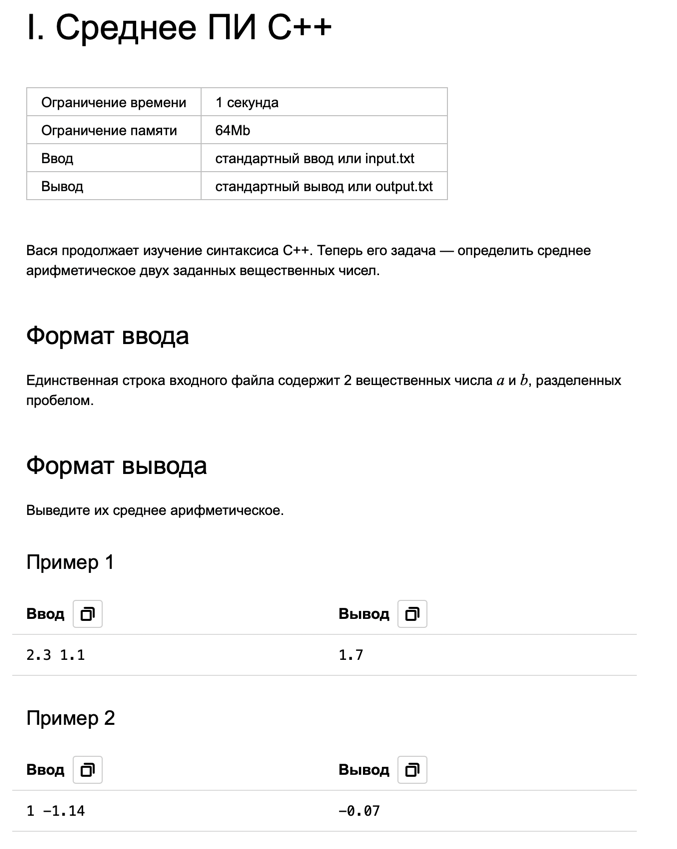 I. Среднее ПИ C++
Ограничение времени 1 секунда
Ограничение памяти 64Mb
Ввод стандартный ввод или input.txt
Вывод стандартный вывод или output.txt
Вася продолжает изучение синтаксиса C++. Теперь его задача — определить среднее
арифметическое двух заданных вещественных чисел.
Формат ввода
Единственная строка входного файла содержит 2 вещественных числа a и b, разделенных
пробелом.
Формат вывода
Выведите их среднее арифметическое.
Пример 1
Ввод Вывод
2.3 1.1 1.7
Пример 2
Ввод Вывод
1 -1.14 -0.07